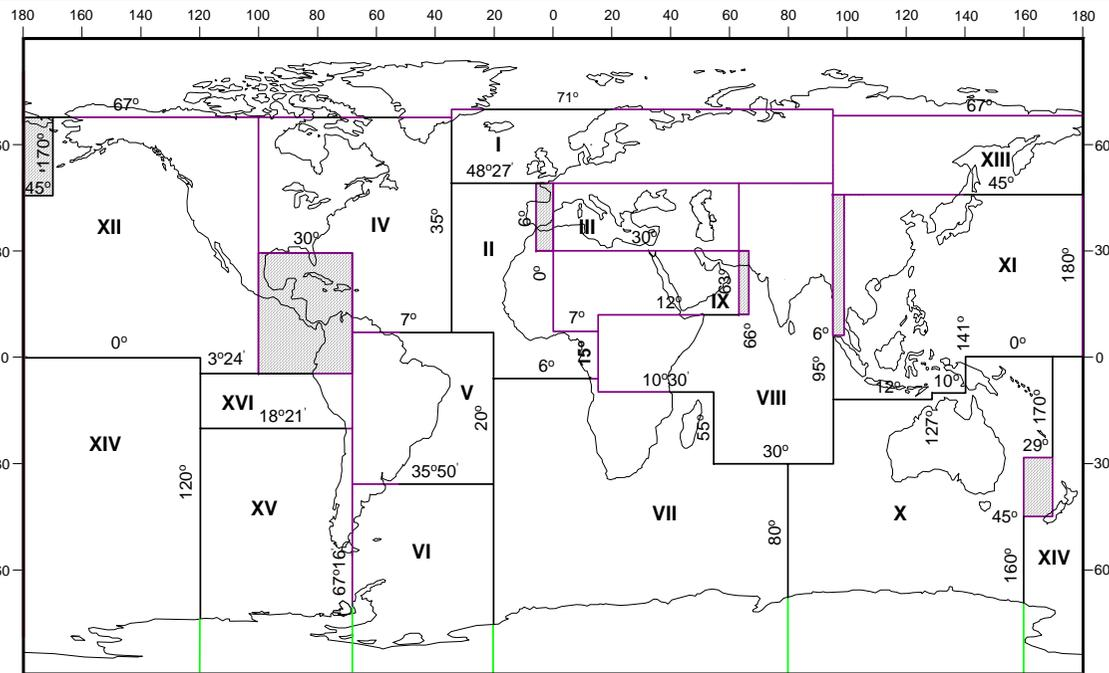 180 140 120 100 80 60 40 20 0 20 40 60 80 100 120 140 160 180
67º 71º 67º
60 170º I XIII 60
45º 48º27' 45º
XII IV 35º II 6º III
30 30º 30º 30
0º 63º IX 12º XI 180º
7º 7º 66º
0º 3º24' 15º 6º 141º 0º
0 0
6º 95º
XVI V 10º30' VIII 12º 10º
18º21' 20º 55º 127º 170º
XIV 29º
30 120º 35º50' 30º 30
XV VII 80º X 45º
VI XIV
60 67º16' 160º 60